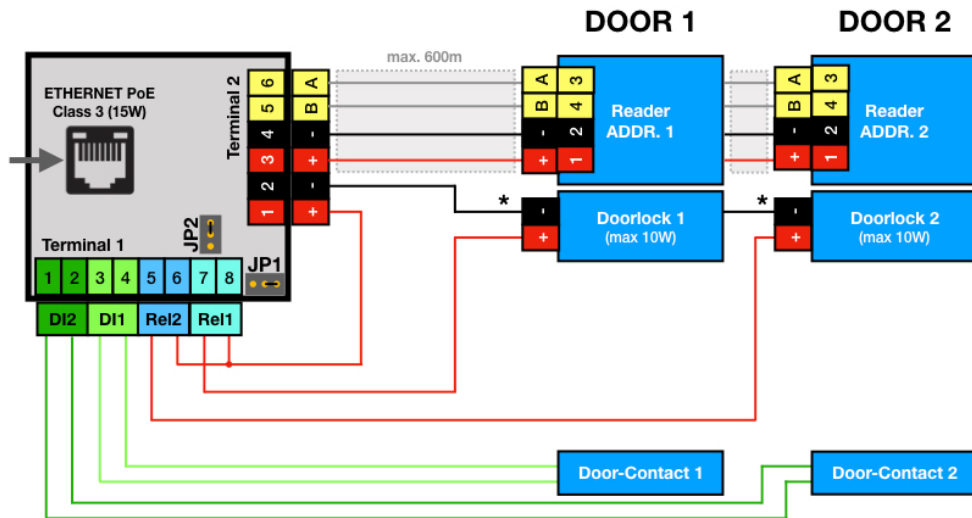 DOOR 1
DOOR 2
max. 600m
ETHERNET PoE
Class 3 (15W)
Terminal 2
6
5
4
3
2
1
A
B
-
+
-
+
A
B
-
+
3
4
2
1
Reader
ADDR. 1
A
B
-
+
3
4
2
1
Reader
ADDR. 2
*
-
+
Doorlock 1
(max 10W)
*
-
+
Doorlock 2
(max 10W)
JP2
JP1
Terminal 1
1 2 3 4 5 6 7 8
DI2 DI1 Rel2 Rel1
Door-Contact 1
Door-Contact 2